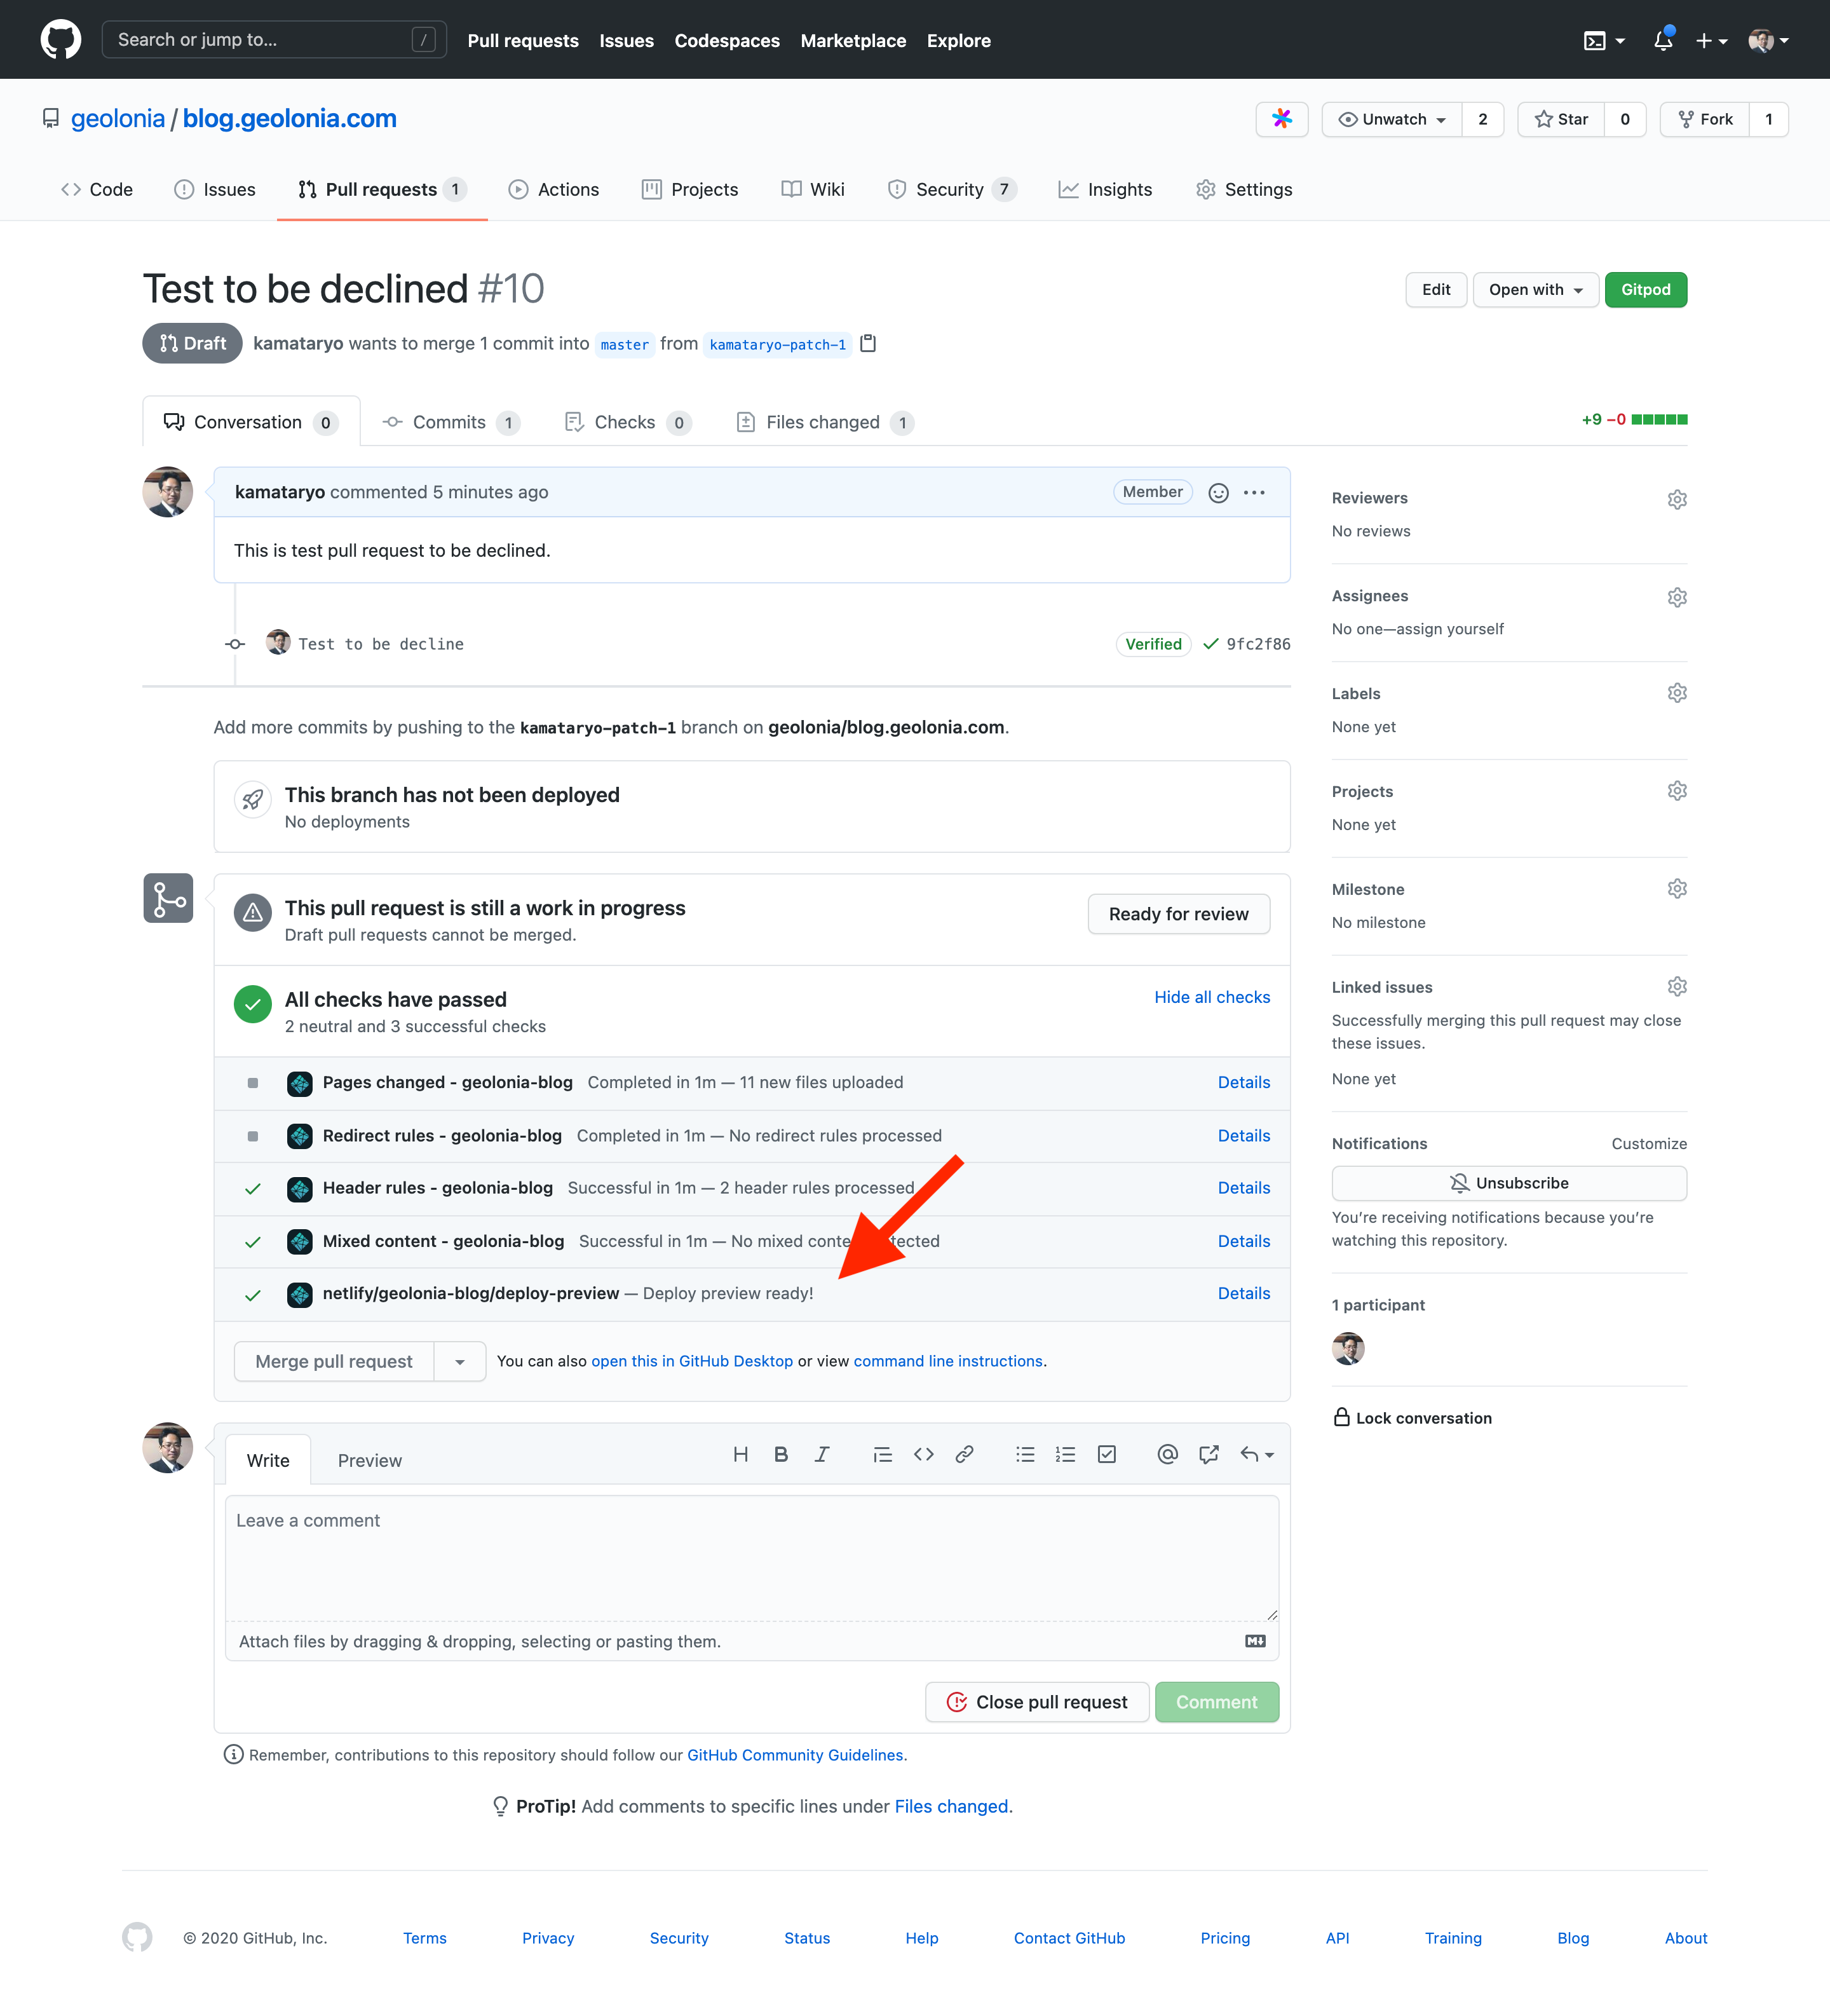 Search or jump to... /
Pull requests Issues Codespaces Marketplace Explore
geolonia / blog.geolonia.com
Unwatch 2 Star 0 Fork 1
Code Issues Pull requests 1 Actions Projects Wiki Security 7 Insights Settings
Test to be declined #10
Edit Open with Gitpod
Draft kamataryo wants to merge 1 commit into master from kamataryo-patch-1
Conversation 0 Commits 1 Checks 0 Files changed 1
+9 −0
kamataryo commented 5 minutes ago
Member
This is test pull request to be declined.
Test to be decline
Verified 9fc2f86
Add more commits by pushing to the kamataryo-patch-1 branch on geolonia/blog.geolonia.com.
This branch has not been deployed
No deployments
This pull request is still a work in progress
Draft pull requests cannot be merged.
Ready for review
All checks have passed
2 neutral and 3 successful checks
Hide all checks
Pages changed - geolonia-blog Completed in 1m — 11 new files uploaded Details
Redirect rules - geolonia-blog Completed in 1m — No redirect rules processed Details
Header rules - geolonia-blog Successful in 1m — 2 header rules processed Details
Mixed content - geolonia-blog Successful in 1m — No mixed Details
netlify/geolonia-blog/deploy-preview — Deploy preview ready! Details
Merge pull request
You can also open this in GitHub Desktop or view command line instructions.
Write Preview
Leave a comment
Attach files by dragging & dropping, selecting or pasting them.
Close pull request Comment
Remember, contributions to this repository should follow our GitHub Community Guidelines.
ProTip! Add comments to specific lines under Files changed.
Reviewers
No reviews
Assignees
No one—assign yourself
Labels
None yet
Projects
None yet
Milestone
No milestone
Linked issues
Successfully merging this pull request may close
these issues.
None yet
Notifications Customize
Unsubscribe
You’re receiving notifications because you’re
watching this repository.
1 participant
Lock conversation
© 2020 GitHub, Inc. Terms Privacy Security Status Help Contact GitHub Pricing API Training Blog About